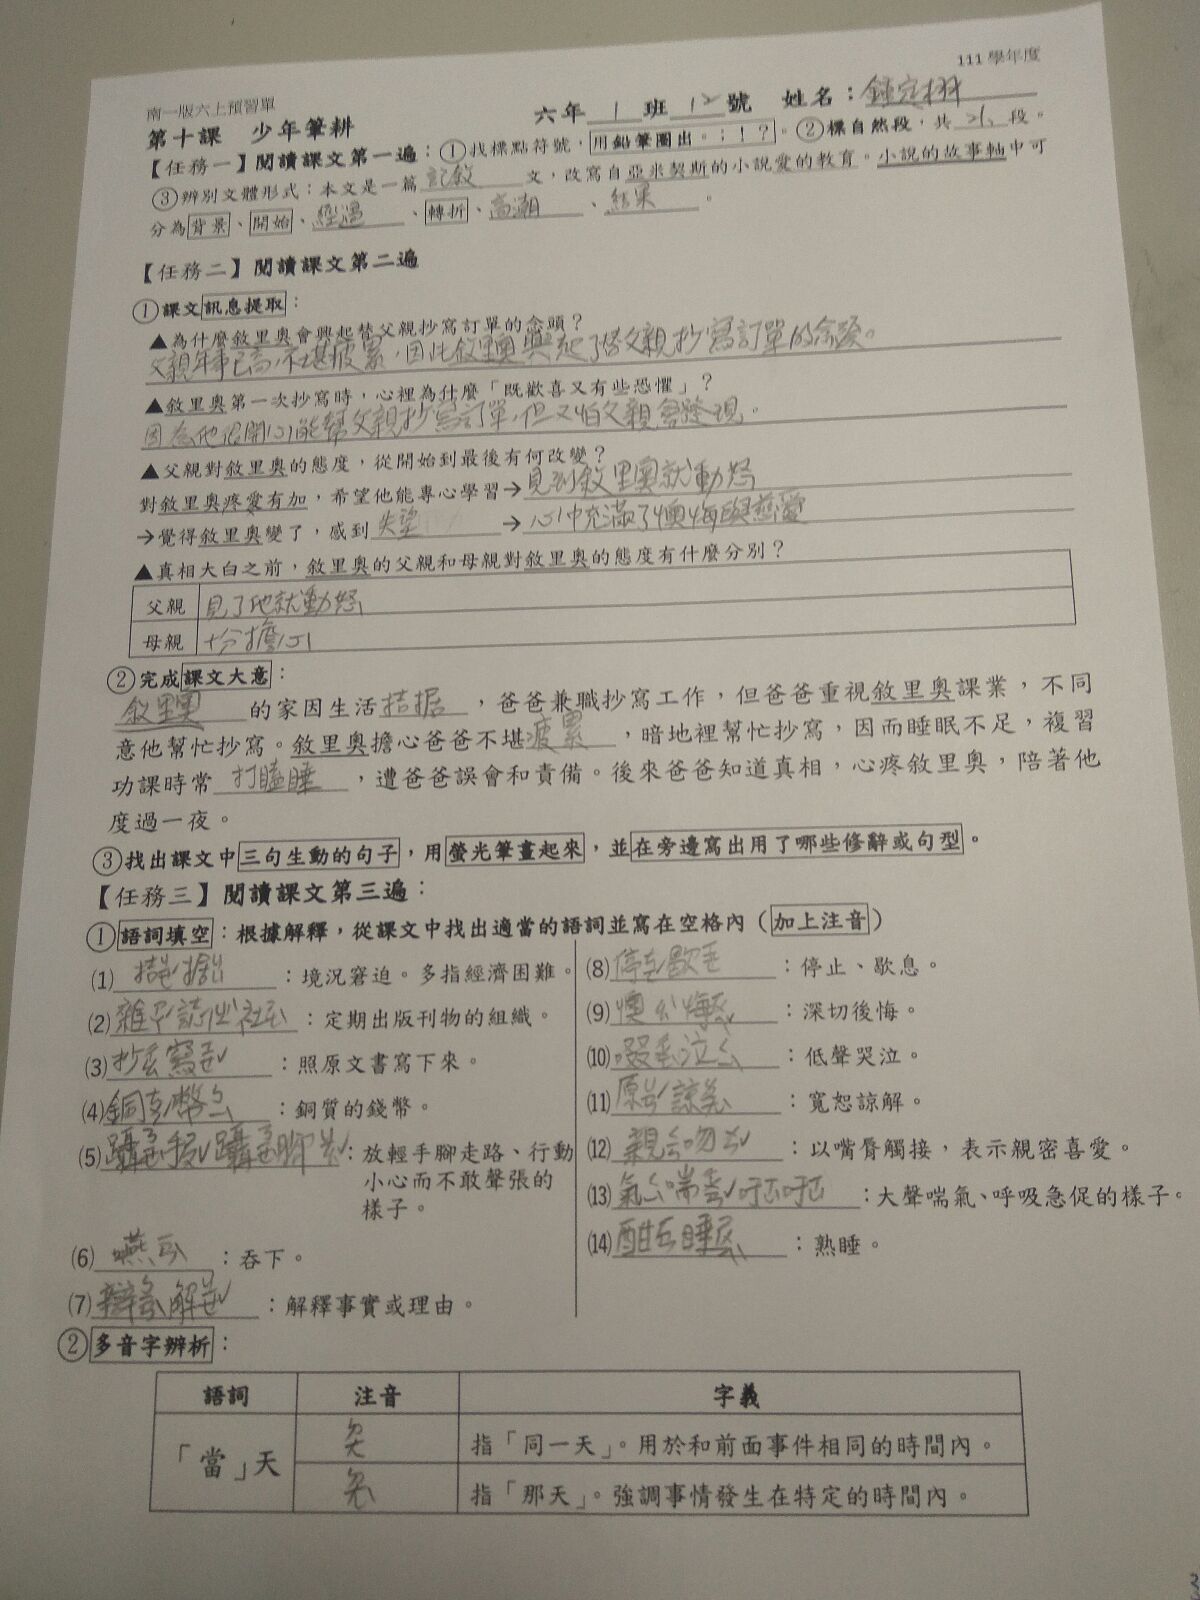 111 學年度
南一版六上預習單
第十課 少年筆耕 六年 1 班 12 號 姓名：
【任務一】閱讀課文第一遍：①找標點符號，用鉛筆圈出。；！？。②標自然段，共 段。
③辨別文體形式：本文是一篇 記敘 文，改寫自亞米契斯的小說愛的教育。小說的故事軸中可
分為背景、開始、經過、轉折、高潮、結果。
【任務二】閱讀課文第二遍
①課文訊息提取：
▲為什麼敘里奧會興起替父親抄寫訂單的念頭？
父親年事已高，不堪疲累，因此敘里奧興起了替父親抄寫訂單的念頭。
▲敘里奧第一次抄寫時，心裡為什麼「既歡喜又有些恐懼」？
因為他很開心能幫父親抄寫訂單，但又怕父親會發現。
▲父親對敘里奧的態度，從開始到最後有何改變？
對敘里奧疼愛有加，希望他能專心學習→見到敘里奧就動怒
→覺得敘里奧變了，感到 失望 →心中充滿了懊悔與慈愛
▲真相大白之前，敘里奧的父親和母親對敘里奧的態度有什麼分別？
父親 見了他就動怒
母親 十分擔心
②完成課文大意：
敘里奧 的家因生活 拮据 ，爸爸兼職抄寫工作，但爸爸重視敘里奧課業，不同
意他幫忙抄寫。敘里奧擔心爸爸不堪 疲累 ，暗地裡幫忙抄寫，因而睡眠不足，複習
功課時常 打瞌睡 ，遭爸爸誤會和責備。後來爸爸知道真相，心疼敘里奧，陪著他
度過一夜。
③找出課文中三句生動的句子，用螢光筆畫起來，並在旁邊寫出用了哪些修辭或句型。
【任務三】閱讀課文第三遍：
①語詞填空：根據解釋，從課文中找出適當的語詞並寫在空格內（加上注音）
(1) ：境況窘迫。多指經濟困難。
(2) 雜誌社 ：定期出版刊物的組織。
(3) 抄寫 ：照原文書寫下來。
(4) 銅幣 ：銅質的錢幣。
(5) 躡手躡腳 ：放輕手腳走路、行動
小心而不敢聲張的
樣子。
(6) 嚥 ：吞下。
(7) 辯解 ：解釋事實或理由。
(8) 停歇 ：停止、歇息。
(9) 懊悔 ：深切後悔。
(10) 啜泣 ：低聲哭泣。
(11) 原諒 ：寬恕諒解。
(12) 親吻 ：以嘴脣觸接，表示親密喜愛。
(13) 氣喘吁吁 ：大聲喘氣、呼吸急促的樣子。
(14) 酣睡 ：熟睡。
②多音字辨析：
語詞 注音 字義
「當」天 ㄉㄤ 指「同一天」。用於和前面事件相同的時間內。
指「那天」。強調事情發生在特定的時間內。